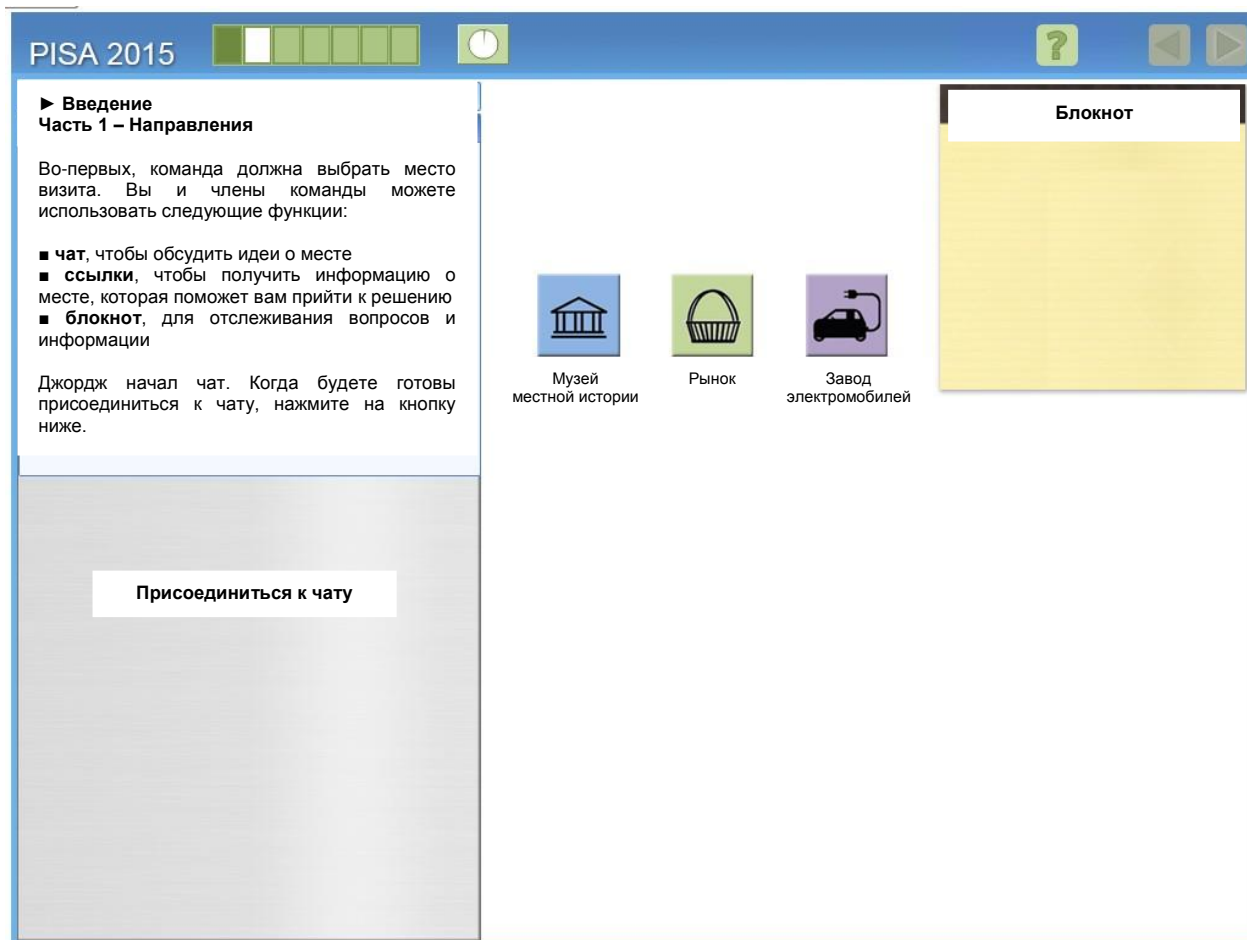 PISA 2015
?
► Введение
Часть 1 – Направления
Во-первых, команда должна выбрать место
визита. Вы и члены команды можете
использовать следующие функции:
■ чат, чтобы обсудить идеи о месте
■ ссылки, чтобы получить информацию о
месте, которая поможет вам прийти к решению
■ блокнот, для отслеживания вопросов и
информации
Джордж начал чат. Когда будете готовы
присоединиться к чату, нажмите на кнопку
ниже.
Присоединиться к чату
Музей
местной истории
Рынок
Завод
электромобилей
Блокнот